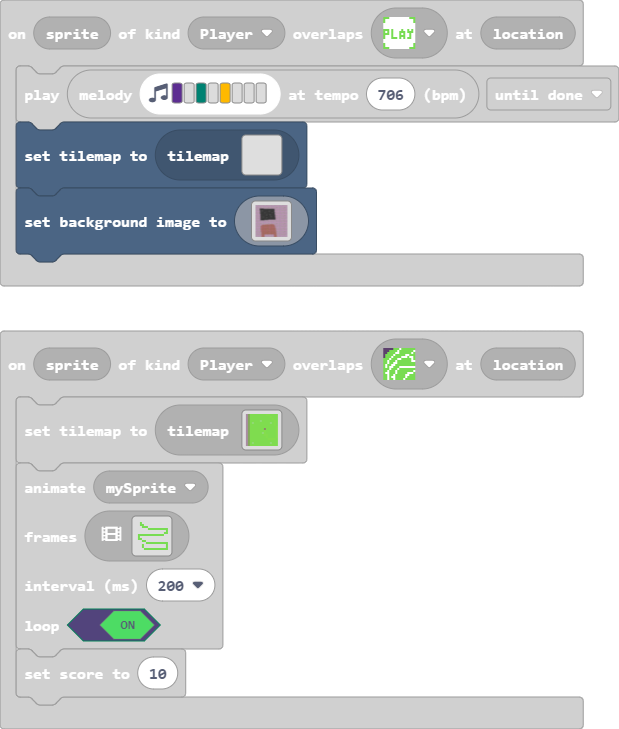 on sprite of kind Player overlaps PLAY at location
play melody at tempo 706 (bpm) until done
set tilemap to tilemap
set background image to
on sprite of kind Player overlaps at location
set tilemap to tilemap
animate mySprite
frames
interval (ms) 200
loop ON
set score to 10